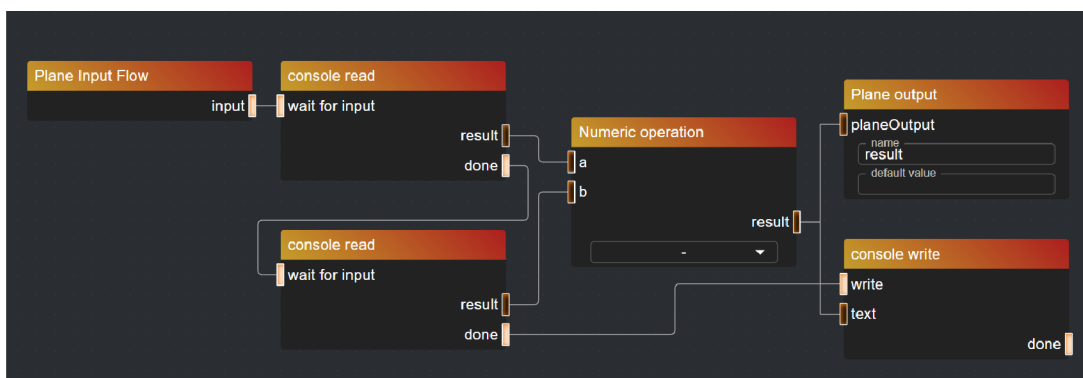 Plane Input Flow
input
console read
wait for input
result
done
console read
wait for input
result
done
Numeric operation
a
b
result
-
Plane output
planeOutput
name
result
default value
console write
write
text
done